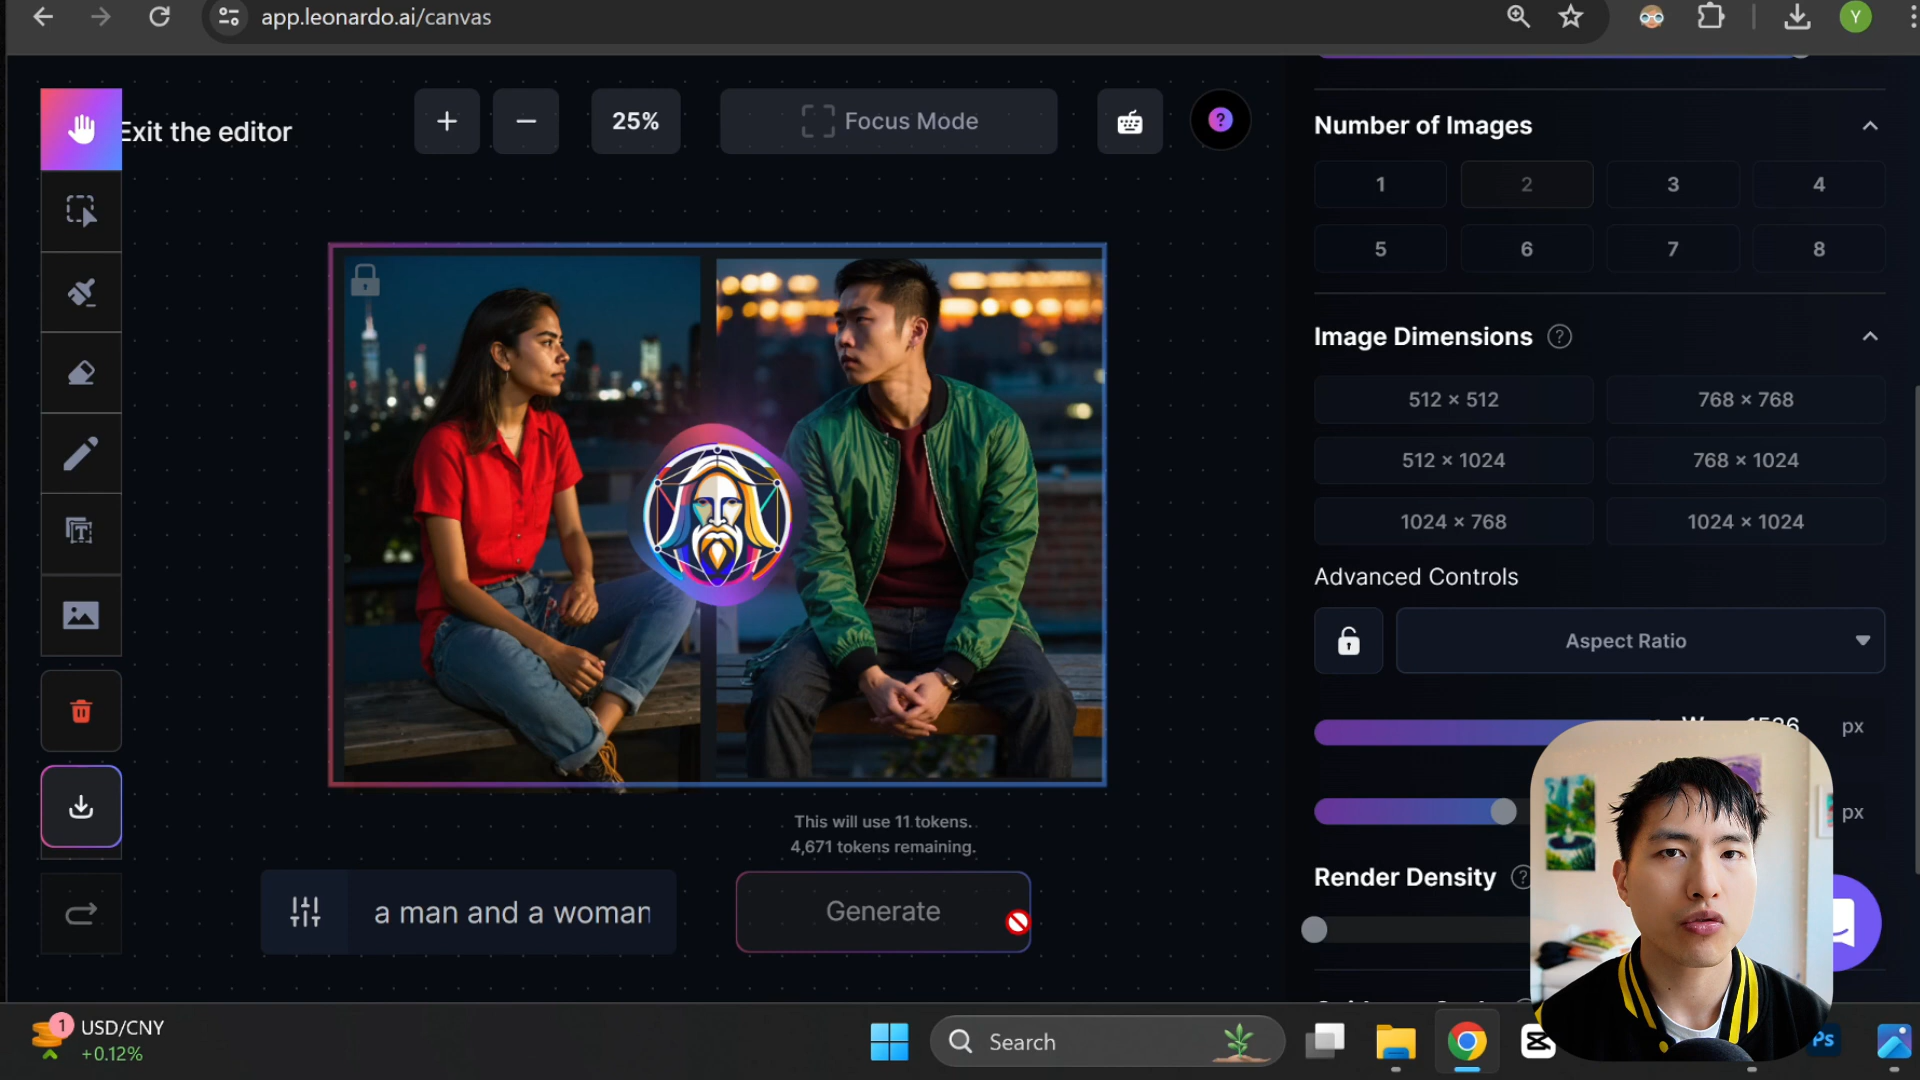 app.leonardo.ai/canvas
Y
Exit the editor
25%
Focus Mode
?
Number of Images
1
2
3
4
5
6
7
8
Image Dimensions ?
512 × 512
768 × 768
512 × 1024
768 × 1024
1024 × 768
1024 × 1024
Advanced Controls
Aspect Ratio
px
px
This will use 11 tokens.
4,671 tokens remaining.
a man and a woman
Generate
Render Density ?
T
1
USD/CNY
+0.12%
Search
Ps